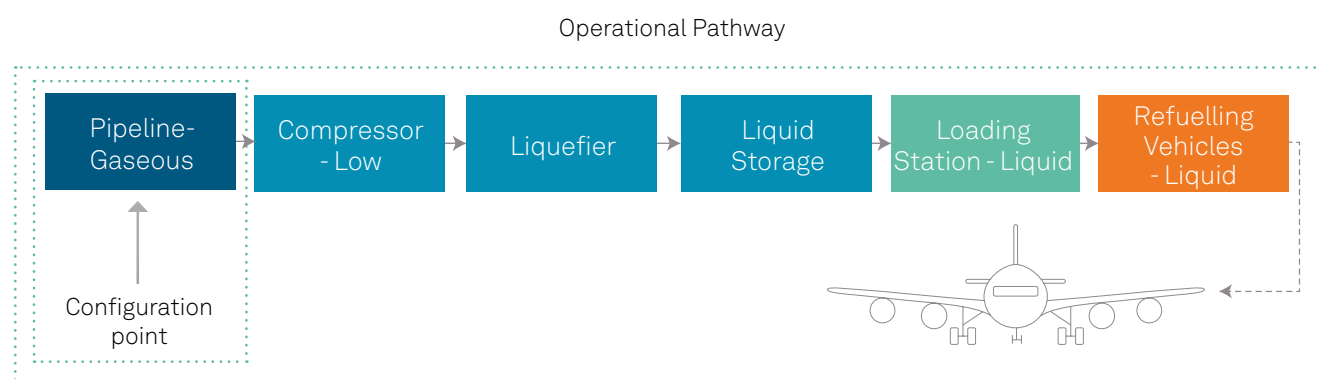 Operational Pathway
Pipeline-
Gaseous
Compressor
- Low
Liquefier
Liquid
Storage
Loading
Station - Liquid
Refuelling
Vehicles
- Liquid
Configuration
point